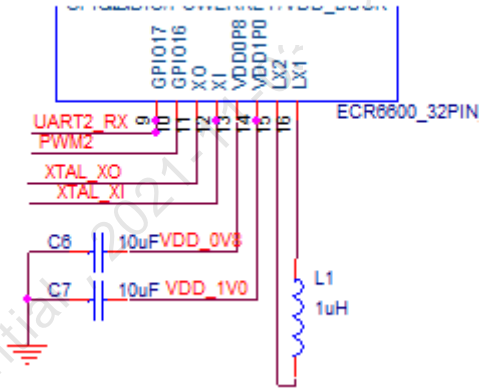 GPIO17
GPIO16
XO
XI
VDD0P8
VDD1P0
LX2
LX1
ECR6600_32PIN
9
10
11
12
13
14
15
16
UART2_RX
PWM2
XTAL_XO
XTAL_XI
C6
10uF
VDD_0V8
C7
10uF
VDD_1V0
L1
1uH